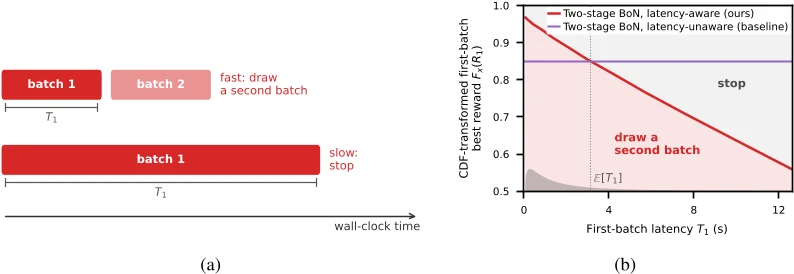 batch 1
batch 2
fast: draw
a second batch
T1
batch 1
slow:
stop
T1
wall-clock time
(a)
CDF-transformed first-batch
best reward Fx(R1)
1.0
0.9
0.8
0.7
0.6
0.5
Two-stage BoN, latency-aware (ours)
Two-stage BoN, latency-unaware (baseline)
stop
draw a
second batch
𝔼[T1]
0
4
8
12
First-batch latency T1 (s)
(b)